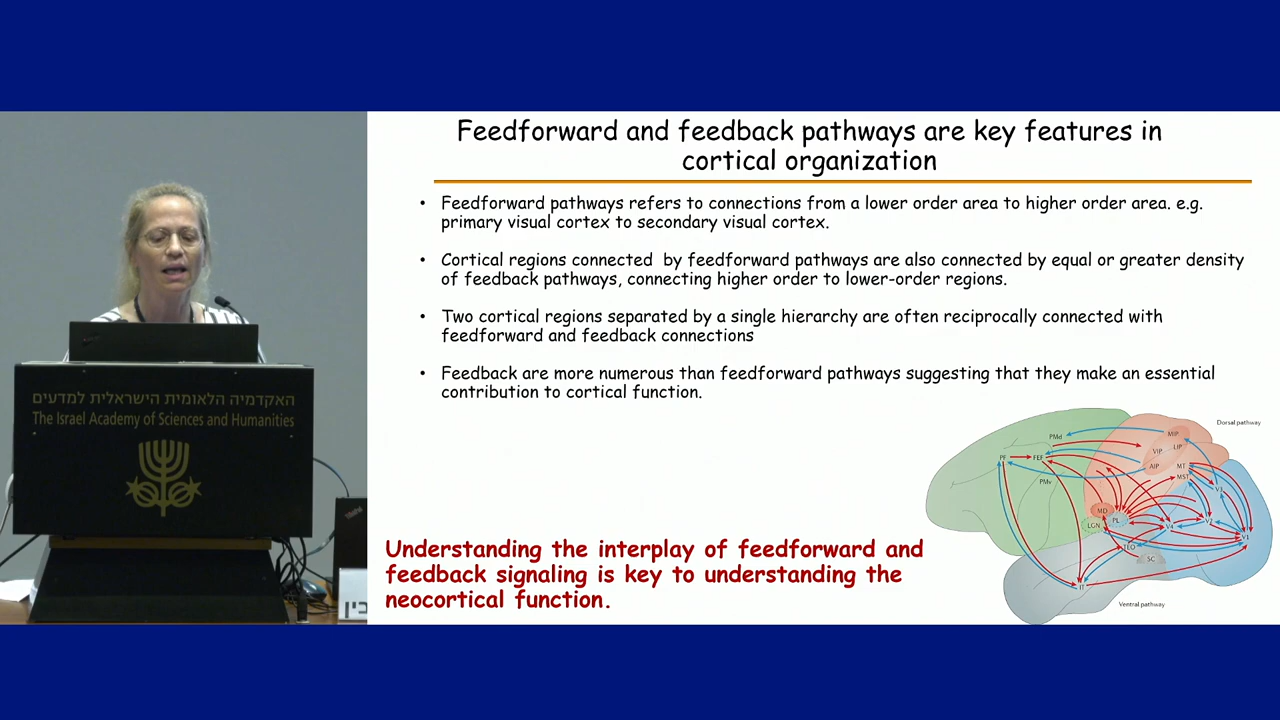 Feedforward and feedback pathways are key features in
cortical organization
• Feedforward pathways refers to connections from a lower order area to higher order area. e.g.
primary visual cortex to secondary visual cortex.
• Cortical regions connected by feedforward pathways are also connected by equal or greater density
of feedback pathways, connecting higher order to lower-order regions.
• Two cortical regions separated by a single hierarchy are often reciprocally connected with
feedforward and feedback connections
• Feedback are more numerous than feedforward pathways suggesting that they make an essential
contribution to cortical function.
Understanding the interplay of feedforward and
feedback signaling is key to understanding the
neocortical function.
Dorsal pathway
PMd
MIP
VIP
LIP
PF
FEF
AIP
MT
MST
PMv
V3
MD
PL
LGN
V4
V2
V1
TEO
SC
IT
Ventral pathway
האקדמיה הלאומית הישראלית למדעים
The Israel Academy of Sciences and Humanities
ThinkPad